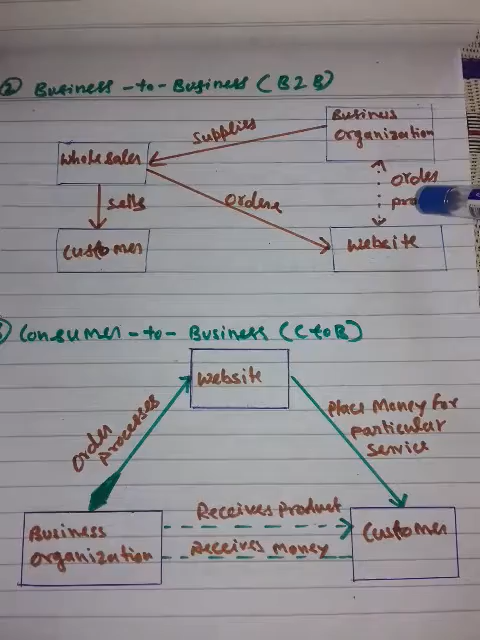 ② Business-to-Business (B2B)
Business
organization
Supplies
Wholesaler
Order
sells
Orders
Customer
Website
Consumer-to-Business (CtoB)
Website
Order
processes
Place Money For
particular
service
Receives Product
Business
organization
Customer
Receives Money